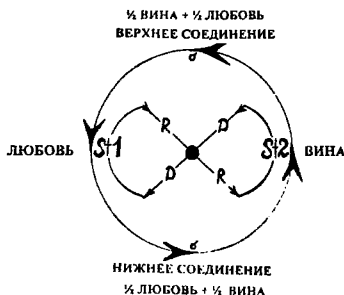 ½ ВИНА + ½ ЛЮБОВЬ
ВЕРХНЕЕ СОЕДИНЕНИЕ
σ
R D
ЛЮБОВЬ St1 St2 ВИНА
D R
σ
НИЖНЕЕ СОЕДИНЕНИЕ
½ ЛЮБОВЬ + ½ ВИНА